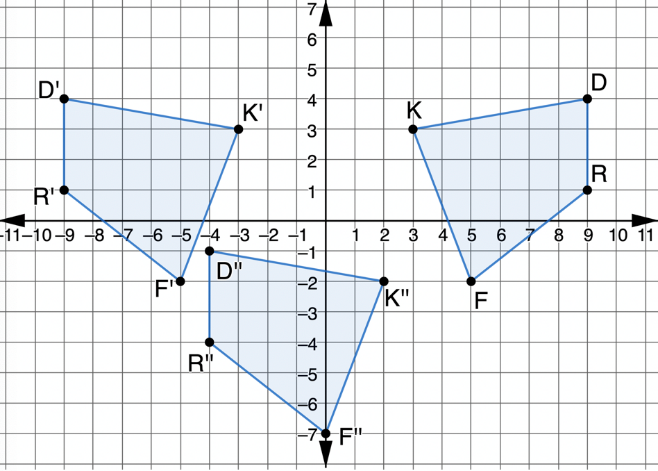 7
6
5
D' 4 D
K' K
3
2
R' 1 R
–11 –10 –9 –8 –7 –6 –5 –4 –3 –2 –1 1 2 3 4 5 6 7 8 9 10 11
–1
D"
F' –2 K" F
–3
–4
R"
–5
–6
–7 F"